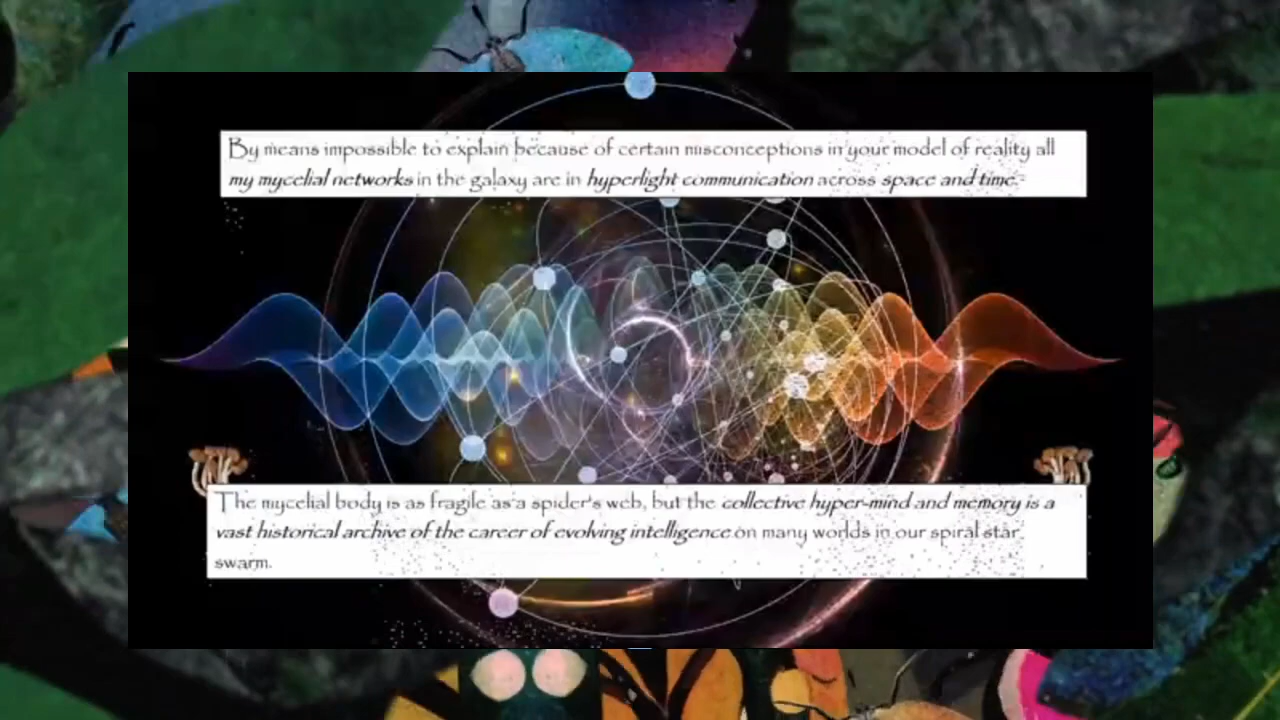 By means impossible to explain because of certain misconceptions in your model of reality all
my mycelial networks in the galaxy are in hyperlight communication across space and time.
The mycelial body is as fragile as a spider's web, but the collective hyper-mind and memory is a
vast historical archive of the career of evolving intelligence on many worlds in our spiral star
swarm.